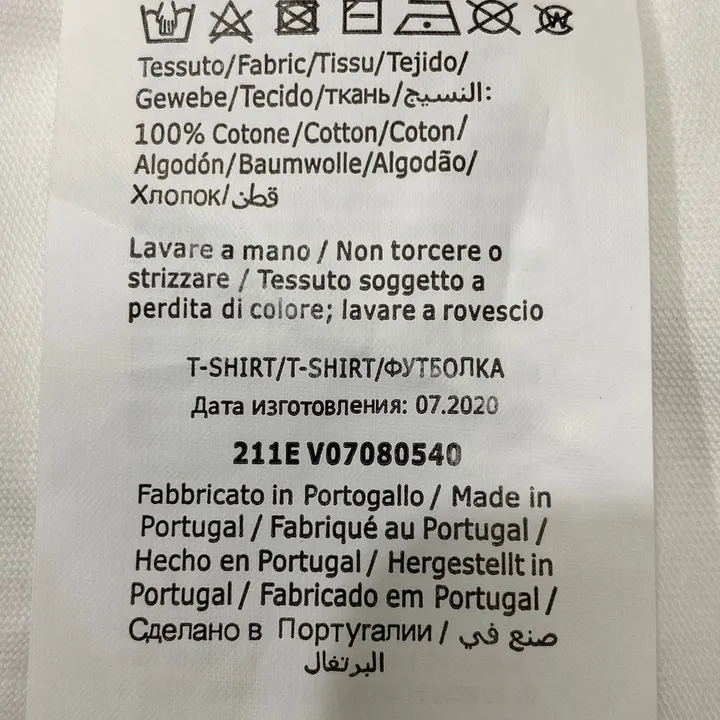 Tessuto/Fabric/Tissu/Tejido/
Gewebe/Tecido/ткань/النسيج:
100% Cotone/Cotton/Coton/
Algodón/Baumwolle/Algodão/
Хлопок/قطن
Lavare a mano / Non torcere o
strizzare / Tessuto soggetto a
perdita di colore; lavare a rovescio
T-SHIRT/T-SHIRT/ФУТБОЛКА
Дата изготовления: 07.2020
211E V07080540
Fabbricato in Portogallo / Made in
Portugal / Fabriqué au Portugal /
Hecho en Portugal / Hergestellt in
Portugal / Fabricado em Portugal /
Сделано в Португалии / صنع في
البرتغال